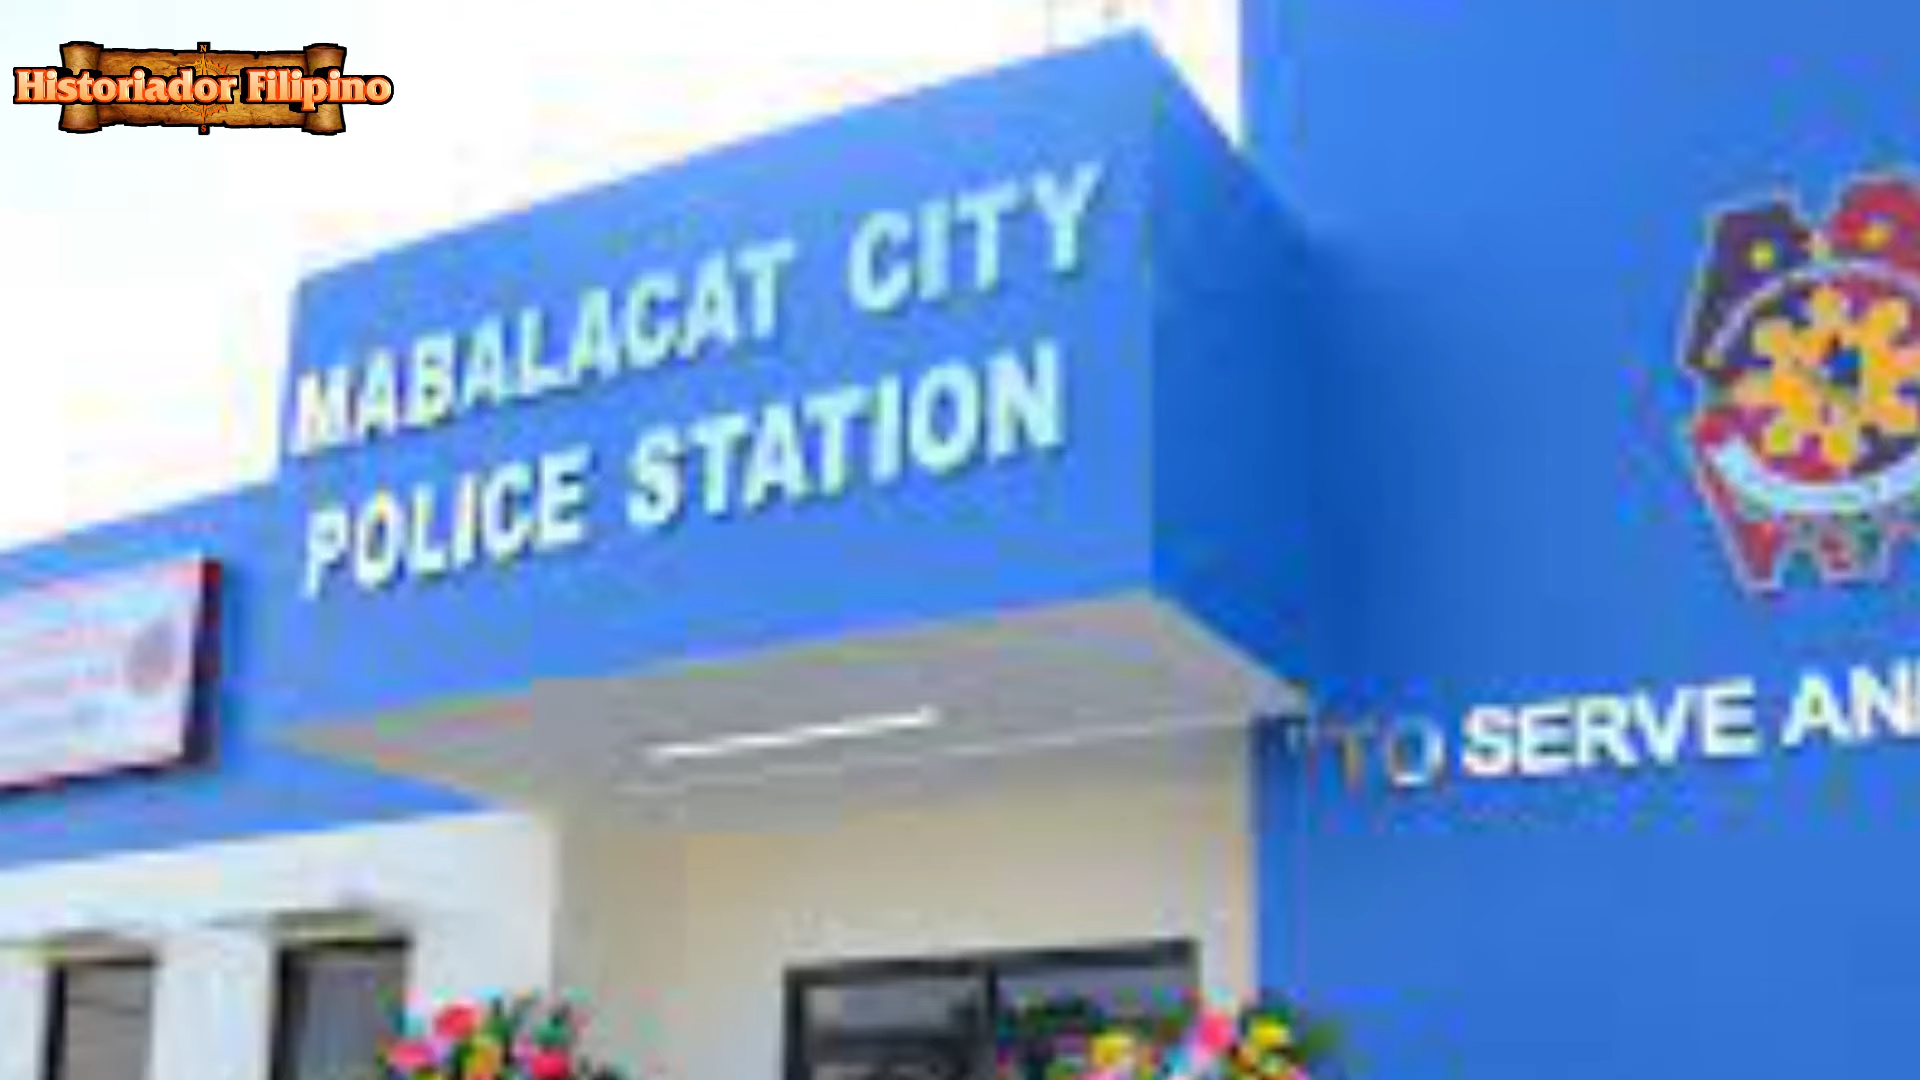 Historiador Filipino
MABALACAT CITY
POLICE STATION
"TO SERVE AN